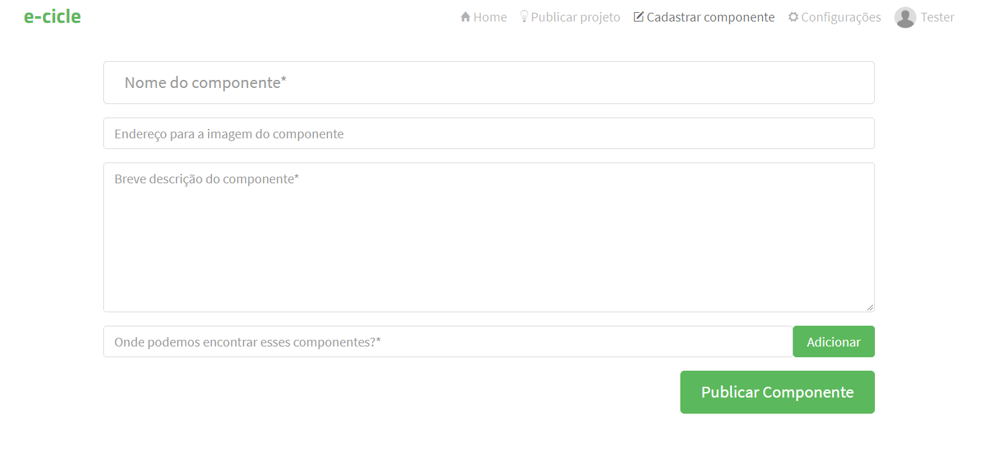 e-cicle Home Publicar projeto Cadastrar componente Configurações Tester
Nome do componente*
Endereço para a imagem do componente
Breve descrição do componente*
Onde podemos encontrar esses componentes?* Adicionar
Publicar Componente